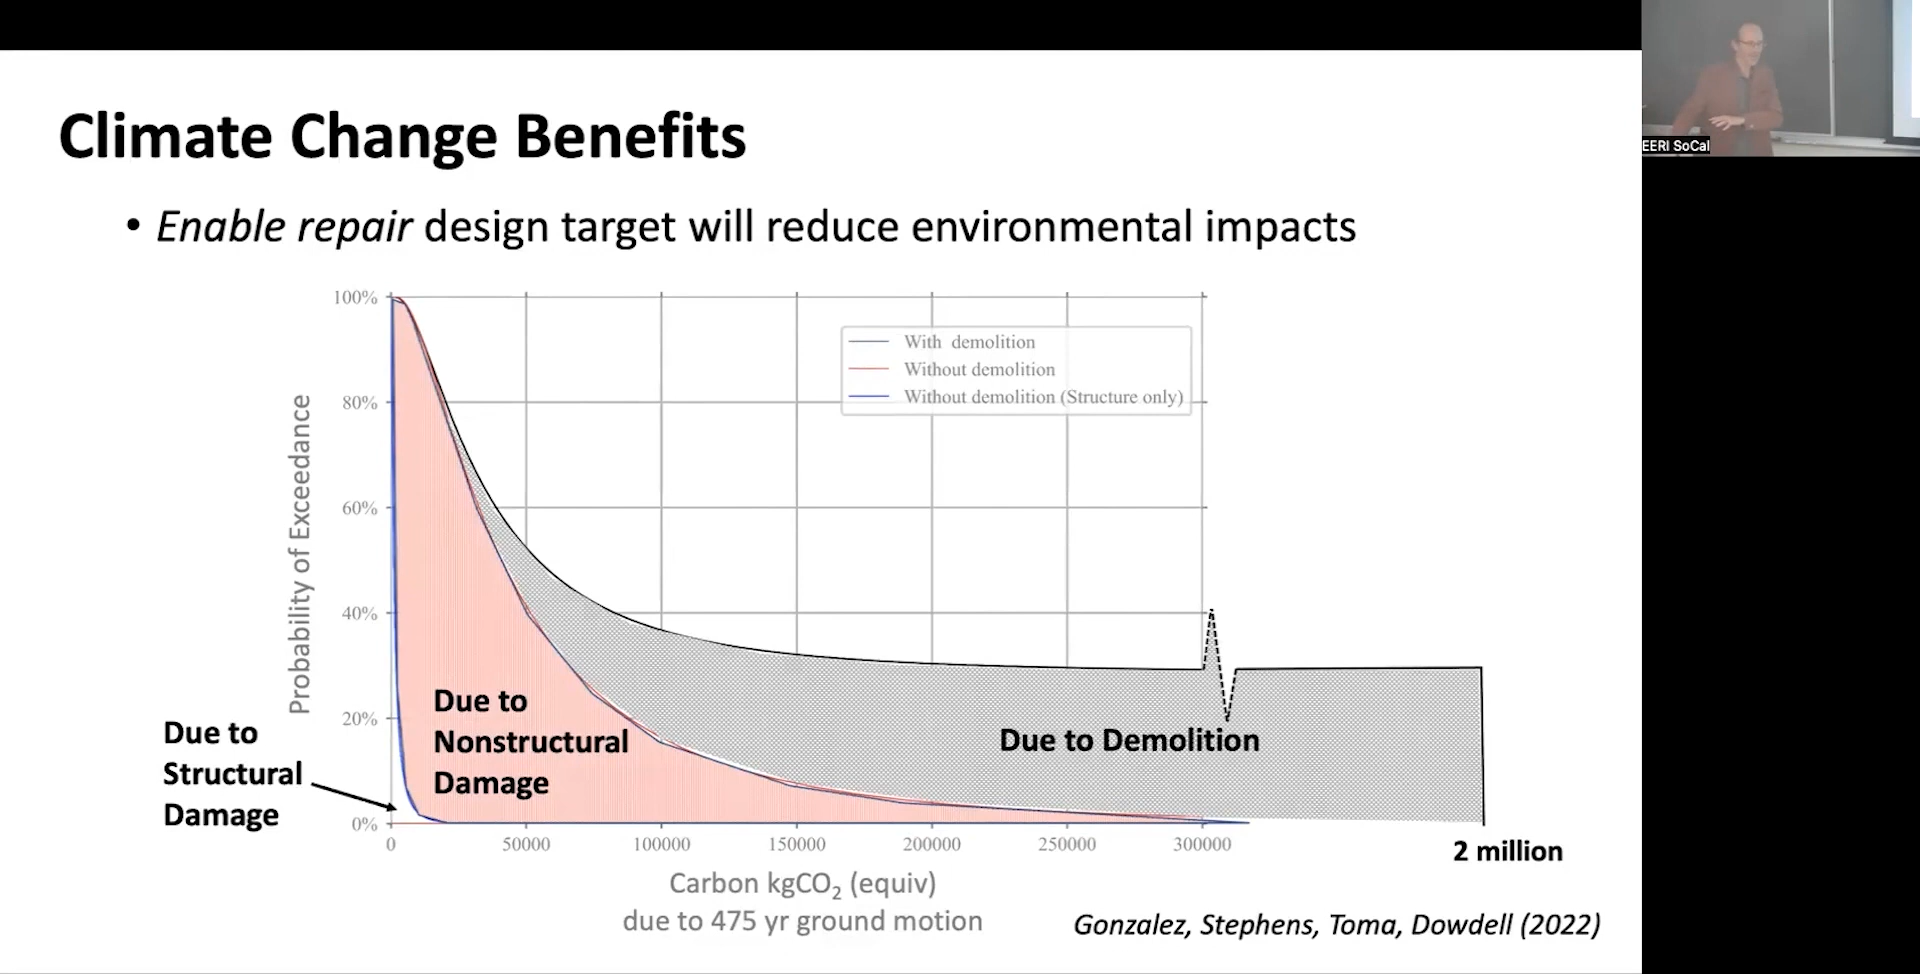 Climate Change Benefits
• Enable repair design target will reduce environmental impacts
100%
80%
60%
40%
20%
0%
Probability of Exceedance
With demolition
Without demolition
Without demolition (Structure only)
Due to
Structural
Damage
Due to
Nonstructural
Damage
Due to Demolition
0
50000
100000
150000
200000
250000
300000
2 million
Carbon kgCO₂ (equiv)
due to 475 yr ground motion
Gonzalez, Stephens, Toma, Dowdell (2022)
EERI SoCal